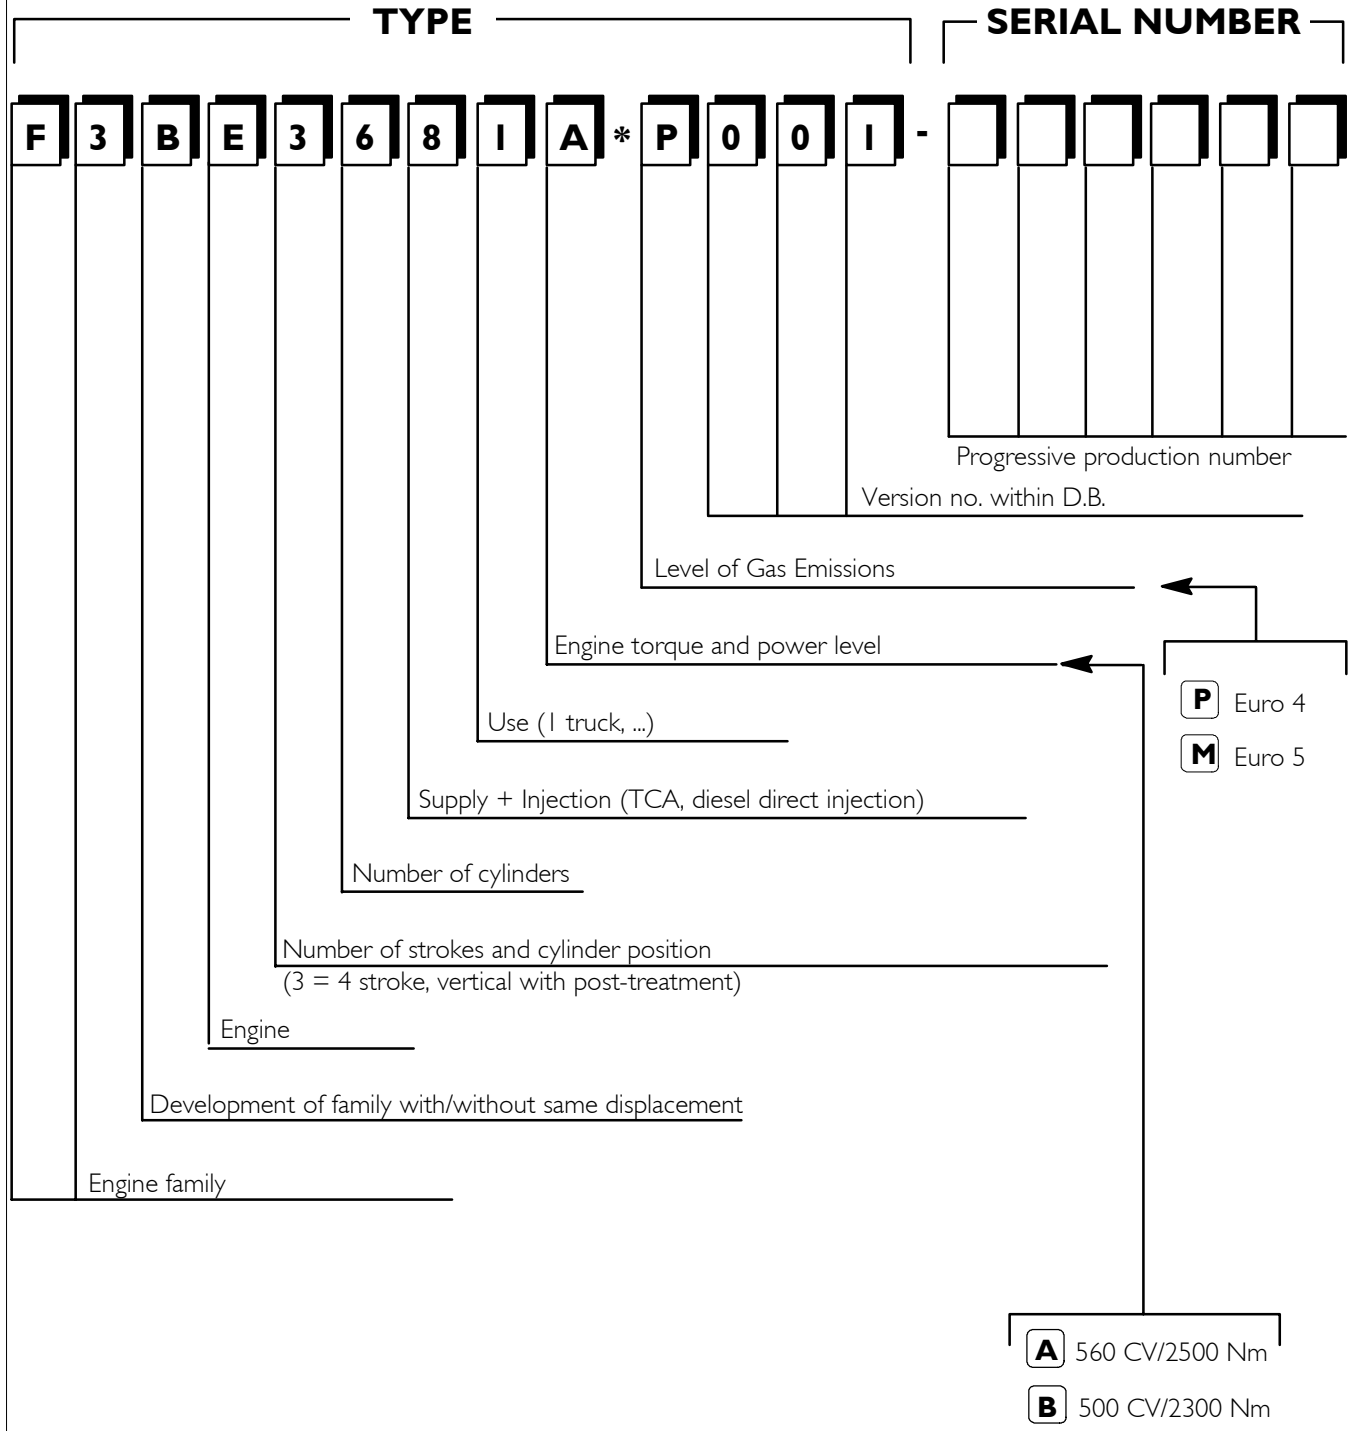 TYPE SERIAL NUMBER
F 3 B E 3 6 8 1 A * P 0 0 1 -
Progressive production number
Version no. within D.B.
Level of Gas Emissions
Engine torque and power level
P Euro 4
Use (1 truck, ...)
M Euro 5
Supply + Injection (TCA, diesel direct injection)
Number of cylinders
Number of strokes and cylinder position
(3 = 4 stroke, vertical with post-treatment)
Engine
Development of family with/without same displacement
Engine family
A 560 CV/2500 Nm
B 500 CV/2300 Nm